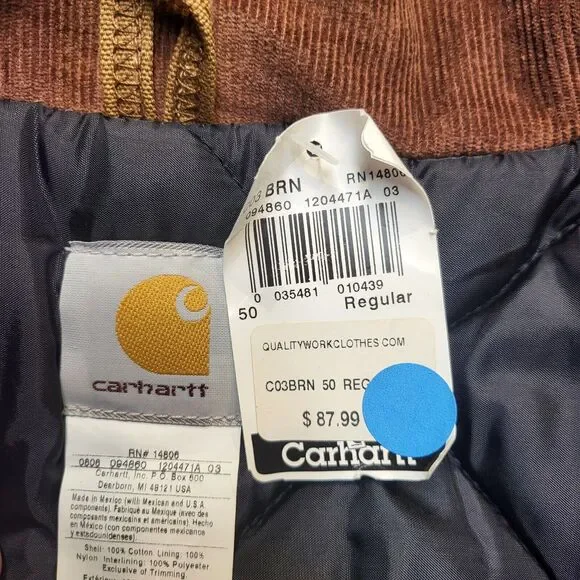 C03 BRN
RN14806
094860 1204471A 03
0 035481 010439
50 Regular
QUALITYWORKCLOTHES COM
C03BRN 50 REG
$ 87.99
Carhartt
carhartt
RN# 14806
0806 094860 1204471A 03
Carhartt, Inc. P.O. Box 600
Dearborn, MI 48121 USA
Made in Mexico (with Mexican and U.S.A.
components). Fabriqué au Mexique (avec des
composants mexicains et américains). Hecho
en México (con componentes mexicanos
y estadounidenses).
Shell: 100% Cotton. Lining: 100%
Nylon. Interlining: 100% Polyester
Exclusive of Trimming.